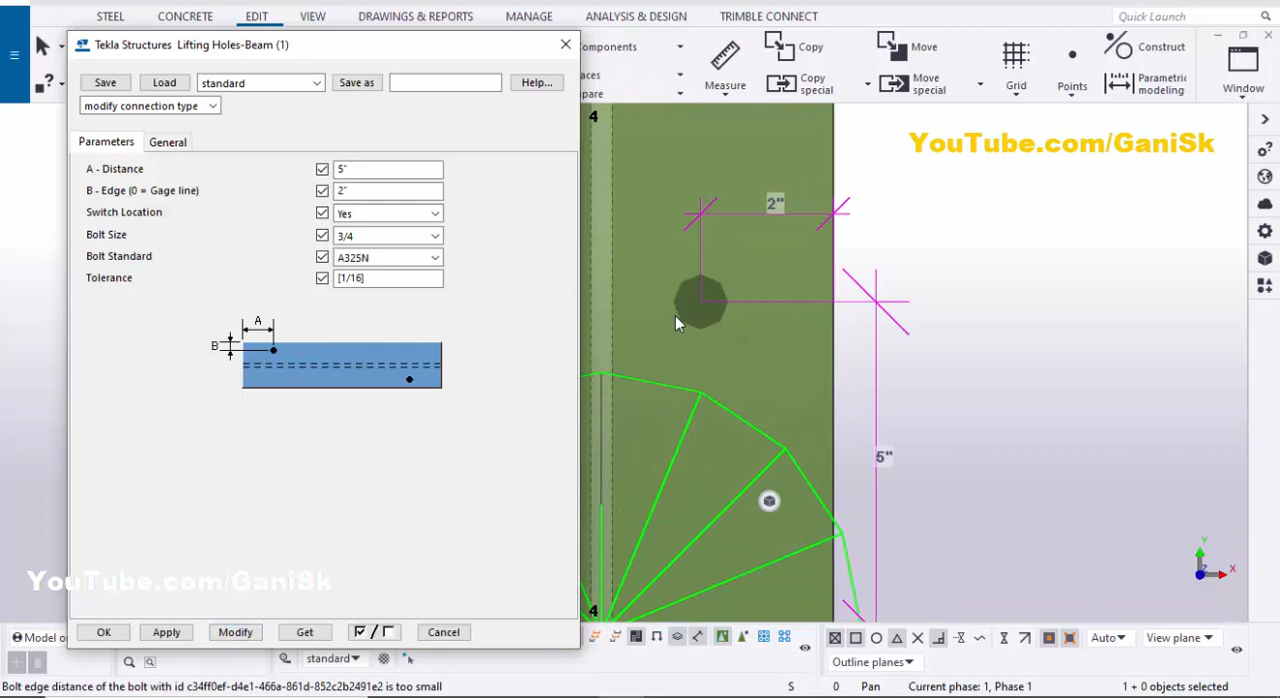 STEEL CONCRETE EDIT VIEW DRAWINGS & REPORTS MANAGE ANALYSIS & DESIGN TRIMBLE CONNECT Quick Launch
Tekla Structures Lifting Holes-Beam (1)
Save Load standard Save as Help...
modify connection type
Parameters General
A - Distance 5"
B - Edge (0 = Gage line) 2"
Switch Location Yes
Bolt Size 3/4
Bolt Standard A325N
Tolerance [1/16]
A
B
OK Apply Modify Get / Cancel
omponents
aces
pare
Measure
Copy
Copy special
Move
Move special
Grid
Points
Construct
Parametric modeling
Window
YouTube.com/GaniSk
4
2"
5"
4
Y
X
Z
YouTube.com/GaniSk
Model o
standard
Auto
View plane
Outline planes
Bolt edge distance of the bolt with id c34ff0ef-d4e1-466a-861d-852c2b2491e2 is too small
S 0 Pan Current phase: 1, Phase 1 1 + 0 objects selected